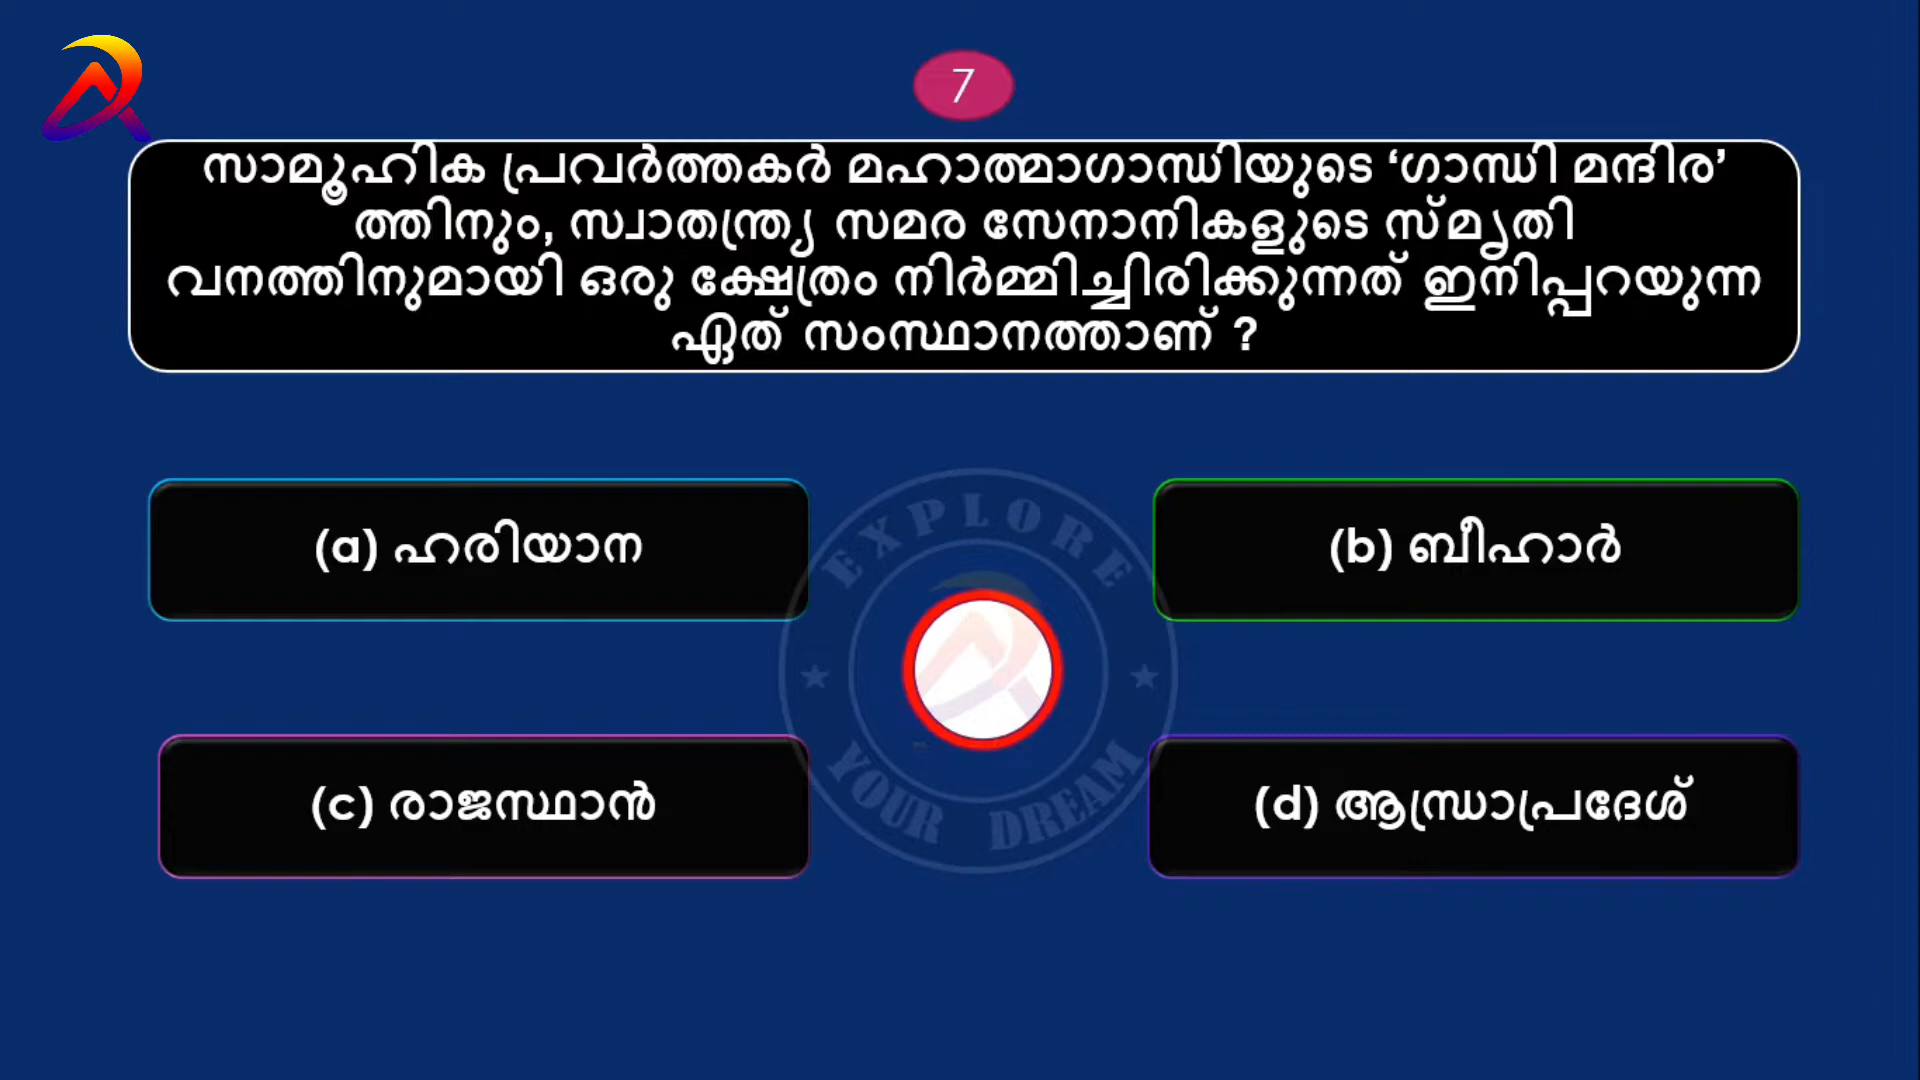 7
സാമൂഹിക പ്രവർത്തകർ മഹാത്മാഗാന്ധിയുടെ ‘ഗാന്ധി മന്ദിര’
ത്തിനും, സ്വാതന്ത്ര്യ സമര സേനാനികളുടെ സ്മൃതി
വനത്തിനുമായി ഒരു ക്ഷേത്രം നിർമ്മിച്ചിരിക്കുന്നത് ഇനിപ്പറയുന്ന
ഏത് സംസ്ഥാനത്താണ് ?
(a) ഹരിയാന
(b) ബീഹാർ
EXPLORE
(c) രാജസ്ഥാൻ
(d) ആന്ധ്രാപ്രദേശ്
YOUR DREAM